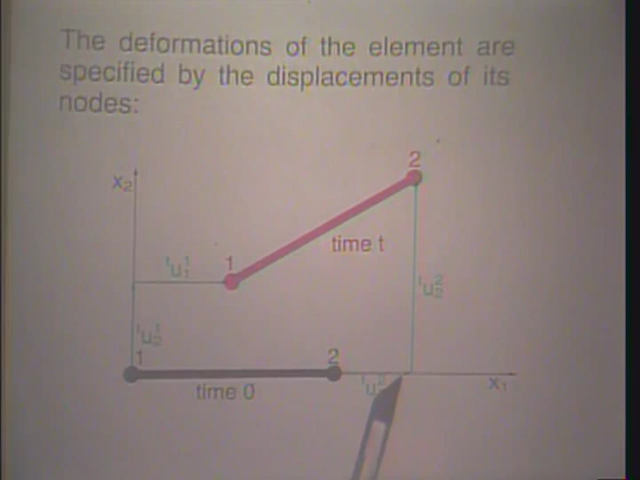 The deformations of the element are
specified by the displacements of its
nodes:
2
x₂
time t
ᵗu₁¹
1
ᵗu₂²
ᵗu₂¹
1
2
time 0
x₁